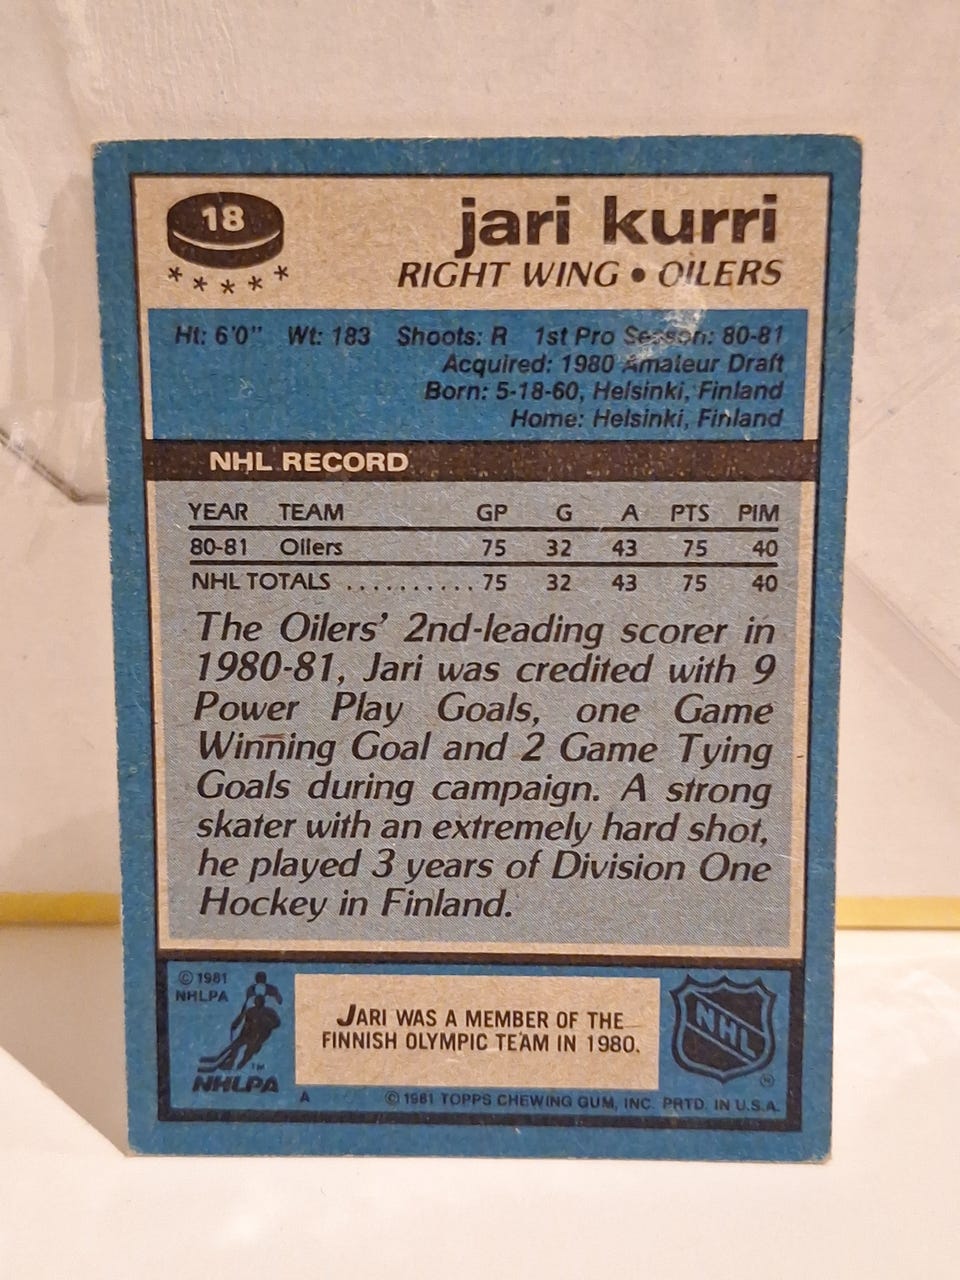 18
* * * * *
jari kurri
RIGHT WING • OILERS
Ht: 6'0" Wt: 183 Shoots: R 1st Pro Season: 80-81
Acquired: 1980 Amateur Draft
Born: 5-18-60, Helsinki, Finland
Home: Helsinki, Finland
NHL RECORD
YEAR TEAM GP G A PTS PIM
80-81 Oilers 75 32 43 75 40
NHL TOTALS .......... 75 32 43 75 40
The Oilers' 2nd-leading scorer in
1980-81, Jari was credited with 9
Power Play Goals, one Game
Winning Goal and 2 Game Tying
Goals during campaign. A strong
skater with an extremely hard shot,
he played 3 years of Division One
Hockey in Finland.
© 1981
NHLPA
TM
NHLPA
JARI WAS A MEMBER OF THE
FINNISH OLYMPIC TEAM IN 1980.
NHL
®
A © 1981 TOPPS CHEWING GUM, INC. PRTD. IN U.S.A.